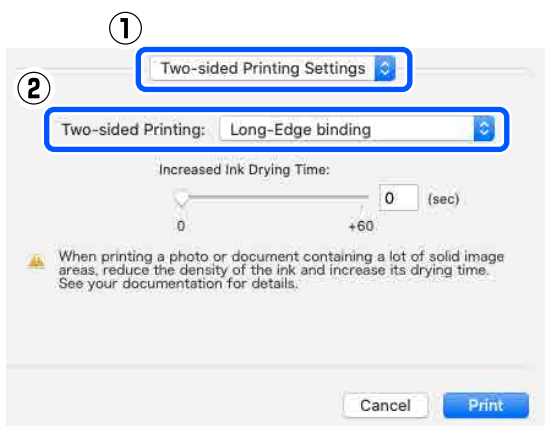 ①
Two-sided Printing Settings
②
Two-sided Printing: Long-Edge binding
Increased Ink Drying Time:
0 (sec)
0 +60
When printing a photo or document containing a lot of solid image
areas, reduce the density of the ink and increase its drying time.
See your documentation for details.
Cancel Print